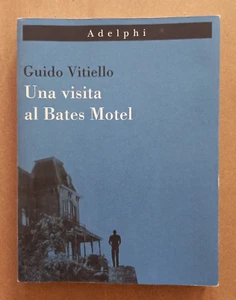 Adelphi
Guido Vitiello
Una visita
al Bates Motel